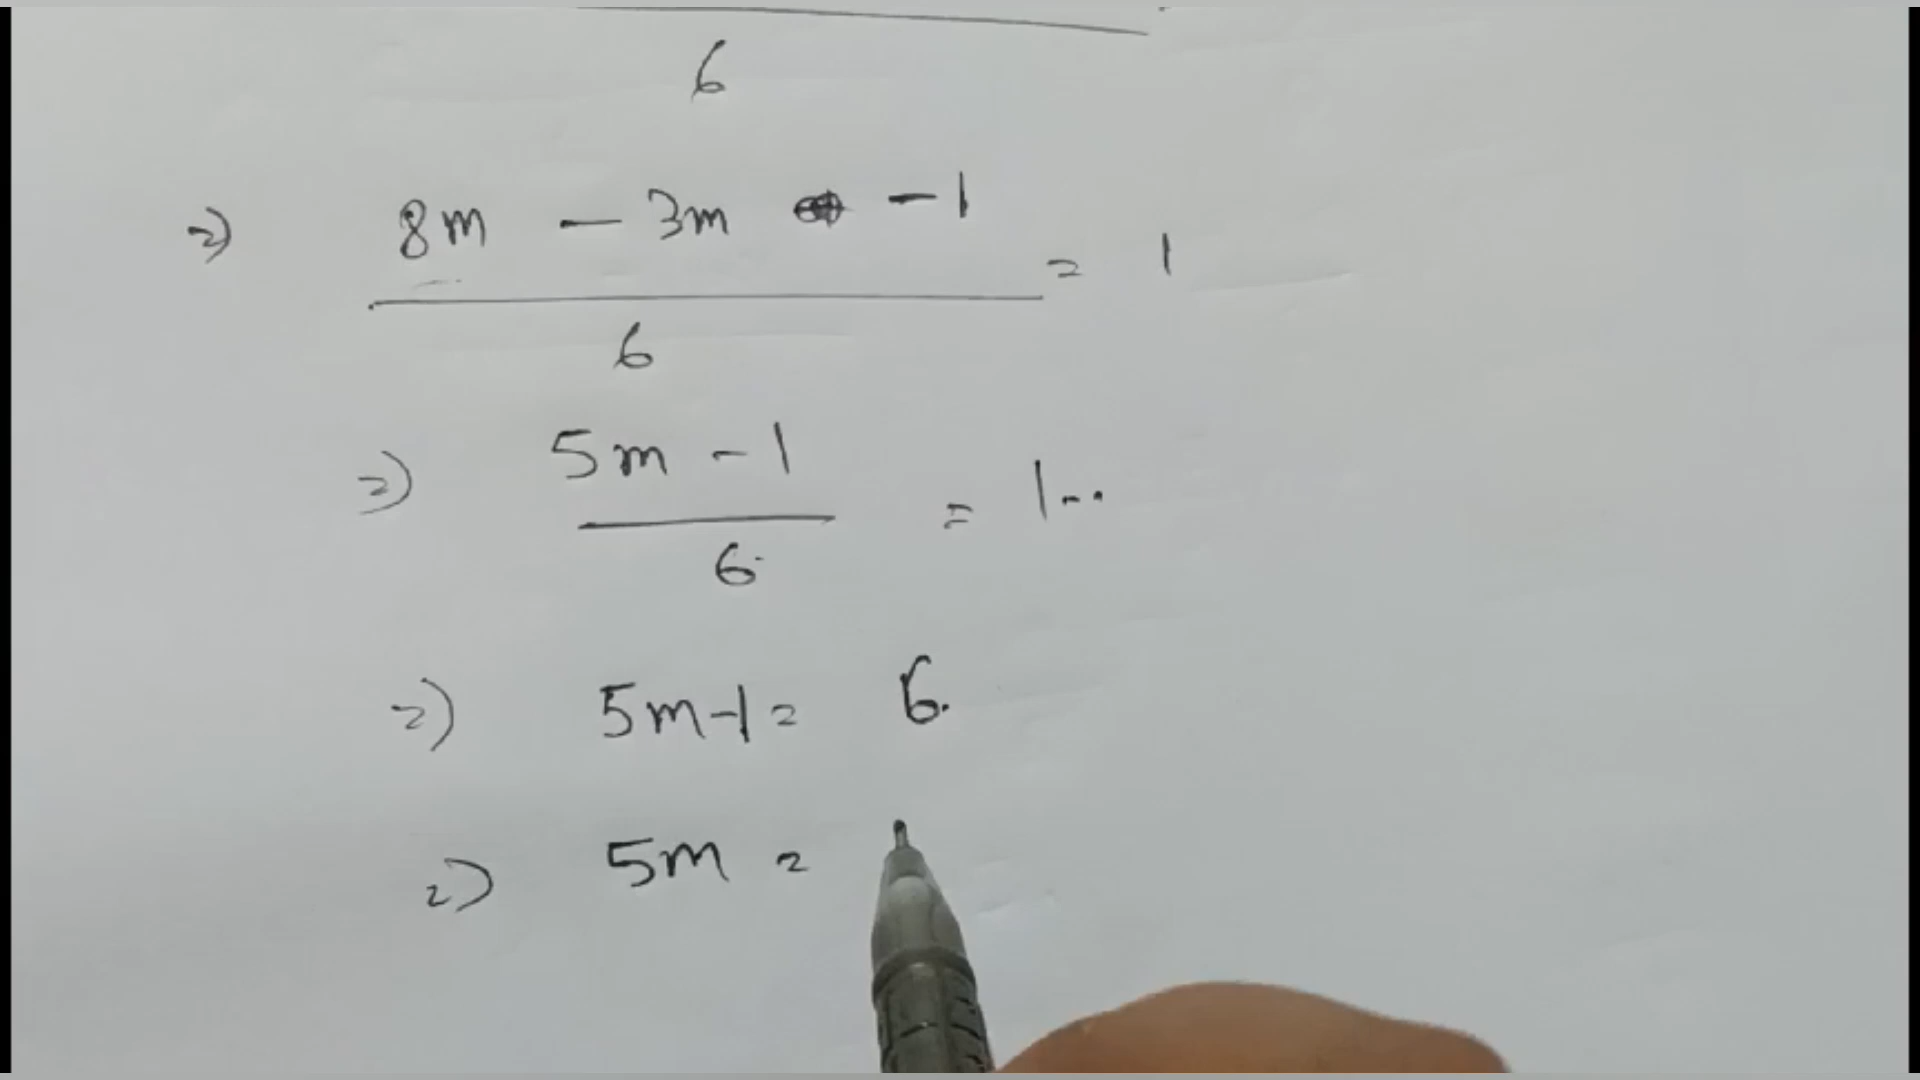 6
⇒ 8m - 3m - 1
= 1
6
⇒ 5m - 1
= 1
6
⇒ 5m-1 = 6
⇒ 5m =